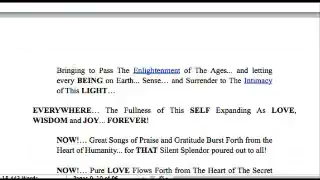 Bringing to Pass The Enlightenment of The Ages... and letting
every BEING on Earth... Sense... and Surrender to The Intimacy
of This LIGHT...
EVERYWHERE... The Fullness of This SELF Expanding As LOVE,
WISDOM and JOY... FOREVER!
NOW!... Great Songs of Praise and Gratitude Burst Forth from the
Heart of Humanity... for THAT Silent Splendor poured out to all!
NOW!... Pure LOVE Flows Forth from The Heart of The Secret